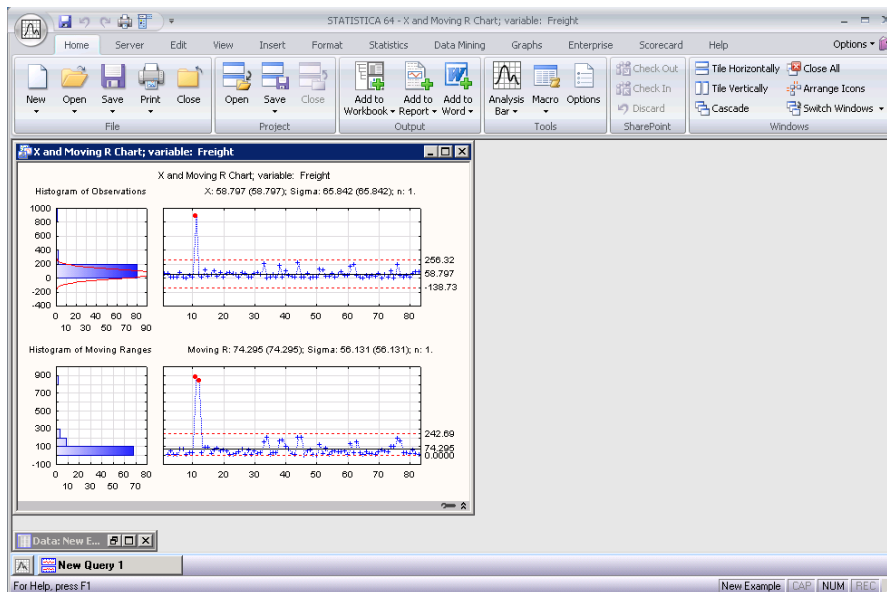 STATISTICA 64 - X and Moving R Chart; variable: Freight
Home Server Edit View Insert Format Statistics Data Mining Graphs Enterprise Scorecard Help Options
New Open Save Print Close
File
Open Save Close
Project
Add to Workbook Add to Report Add to Word
Output
Analysis Bar Macro Options
Tools
Check Out
Check In
Discard
SharePoint
Tile Horizontally Close All
Tile Vertically Arrange Icons
Cascade Switch Windows
Windows
X and Moving R Chart; variable: Freight
X and Moving R Chart; variable: Freight
Histogram of Observations X: 58.797 (58.797); Sigma: 65.842 (65.842); n: 1.
1000
800
600
400
200
0
-200
-400
256.32
58.797
-138.73
0 20 40 60 80
10 30 50 70 90
10 20 30 40 50 60 70 80
Histogram of Moving Ranges Moving R: 74.295 (74.295); Sigma: 56.131 (56.131); n: 1.
900
700
500
300
100
-100
242.69
74.295
0.0000
0 20 40 60 80
10 30 50 70
10 20 30 40 50 60 70 80
Data: New E...
New Query 1
For Help, press F1 New Example CAP NUM REC